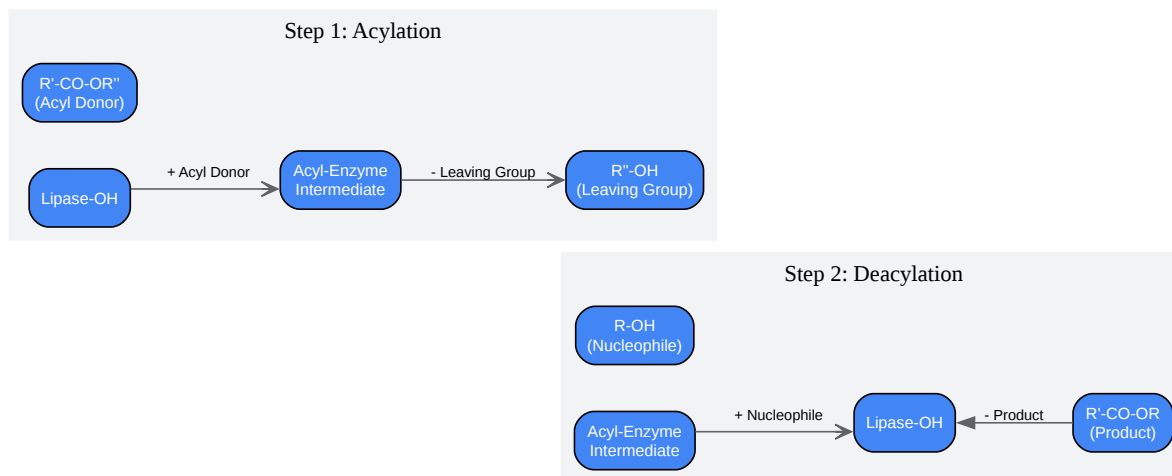 Step 1: Acylation
R'-CO-OR''
(Acyl Donor)
Lipase-OH
+ Acyl Donor
Acyl-Enzyme
Intermediate
- Leaving Group
R''-OH
(Leaving Group)
Step 2: Deacylation
R-OH
(Nucleophile)
Acyl-Enzyme
Intermediate
+ Nucleophile
Lipase-OH
- Product
R'-CO-OR
(Product)